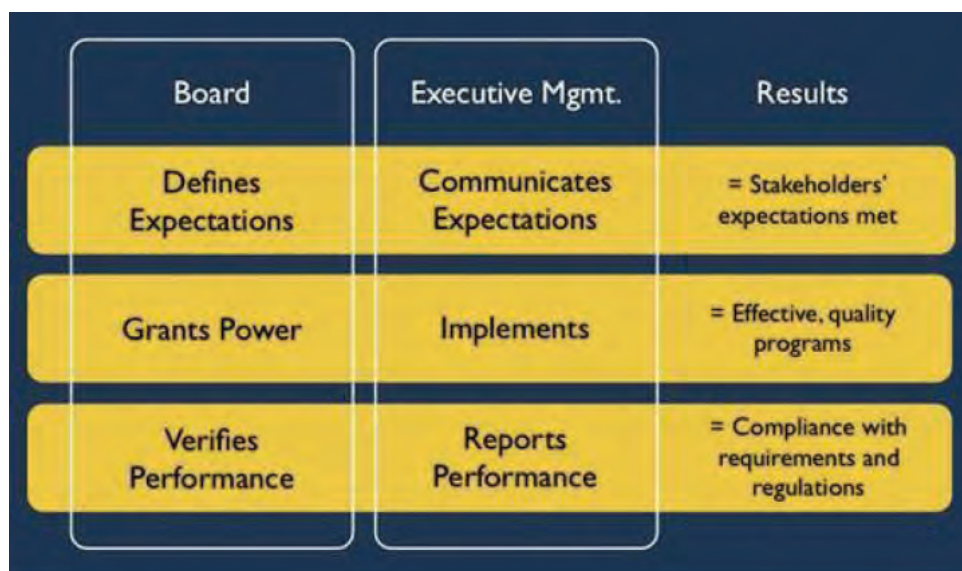 Board
Executive Mgmt.
Results
Defines
Expectations
Communicates
Expectations
= Stakeholders'
expectations met
Grants Power
Implements
= Effective, quality
programs
Verifies
Performance
Reports
Performance
= Compliance with
requirements and
regulations